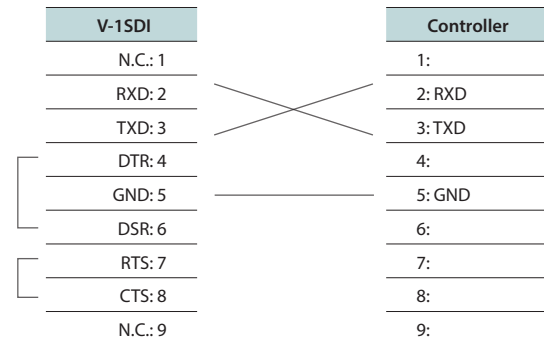 V-1SDI Controller
N.C.: 1 1:
RXD: 2 2: RXD
TXD: 3 3: TXD
DTR: 4 4:
GND: 5 5: GND
DSR: 6 6:
RTS: 7 7:
CTS: 8 8:
N.C.: 9 9: